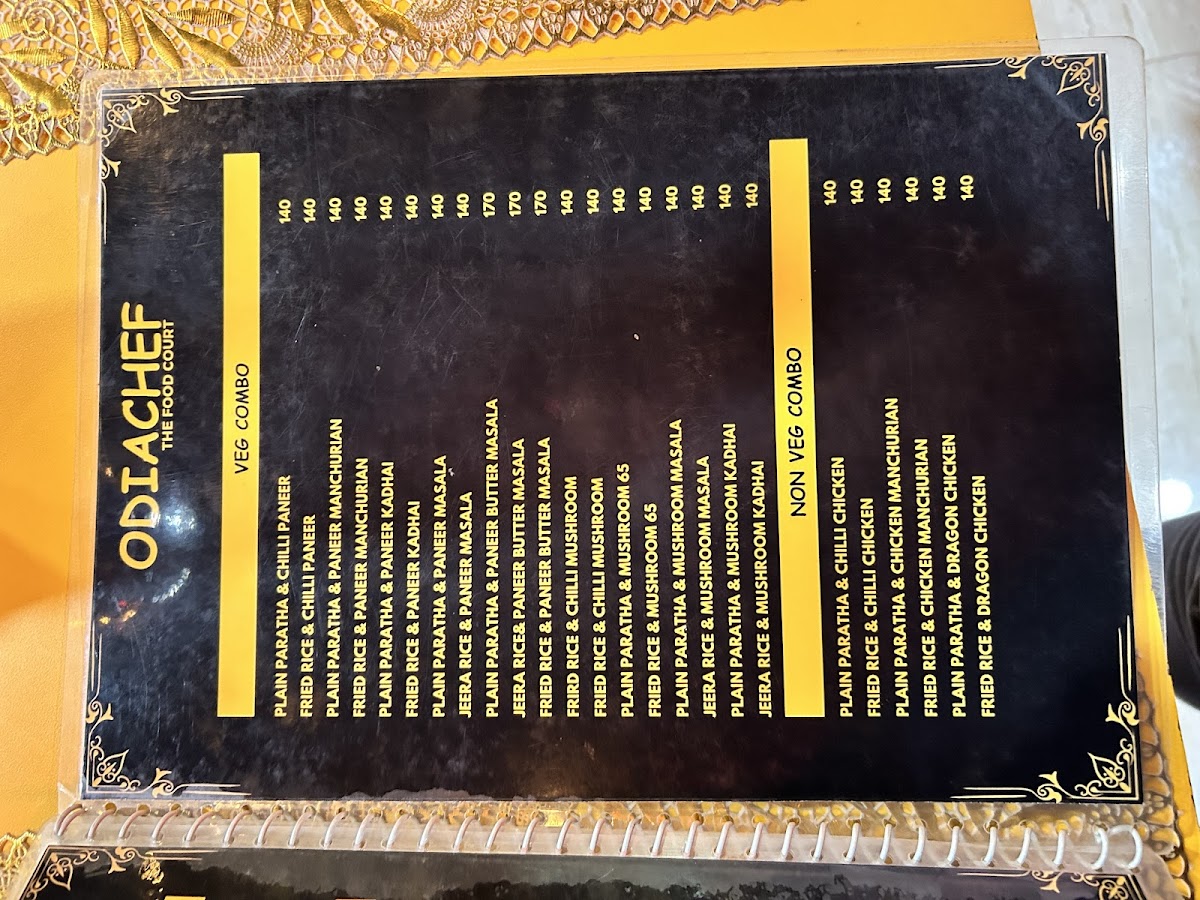 ODIACHEF
THE FOOD COURT
VEG COMBO
PLAIN PARATHA & CHILLI PANEER 140
FRIED RICE & CHILLI PANEER 140
PLAIN PARATHA & PANEER MANCHURIAN 140
FRIED RICE & PANEER MANCHURIAN 140
PLAIN PARATHA & PANEER KADHAI 140
FRIED RICE & PANEER KADHAI 140
PLAIN PARATHA & PANEER MASALA 140
JEERA RICE & PANEER MASALA 140
PLAIN PARATHA & PANEER BUTTER MASALA 170
JEERA RICE& PANEER BUTTER MASALA 170
FRIED RICE & PANEER BUTTER MASALA 170
FRIRD RICE & CHILLI MUSHROOM 140
FRIED RICE & CHILLI MUSHROOM 140
PLAIN PARATHA & MUSHROOM 65 140
FRIED RICE & MUSHROOM 65 140
PLAIN PARATHA & MUSHROOM MASALA 140
JEERA RICE & MUSHROOM MASALA 140
PLAIN PARATHA & MUSHROOM KADHAI 140
JEERA RICE & MUSHROOM KADHAI 140
NON VEG COMBO
PLAIN PARATHA & CHILLI CHICKEN 140
FRIED RICE & CHILLI CHICKEN 140
PLAIN PARATHA & CHICKEN MANCHURIAN 140
FRIED RICE & CHICKEN MANCHURIAN 140
PLAIN PARATHA & DRAGON CHICKEN 140
FRIED RICE & DRAGON CHICKEN 140